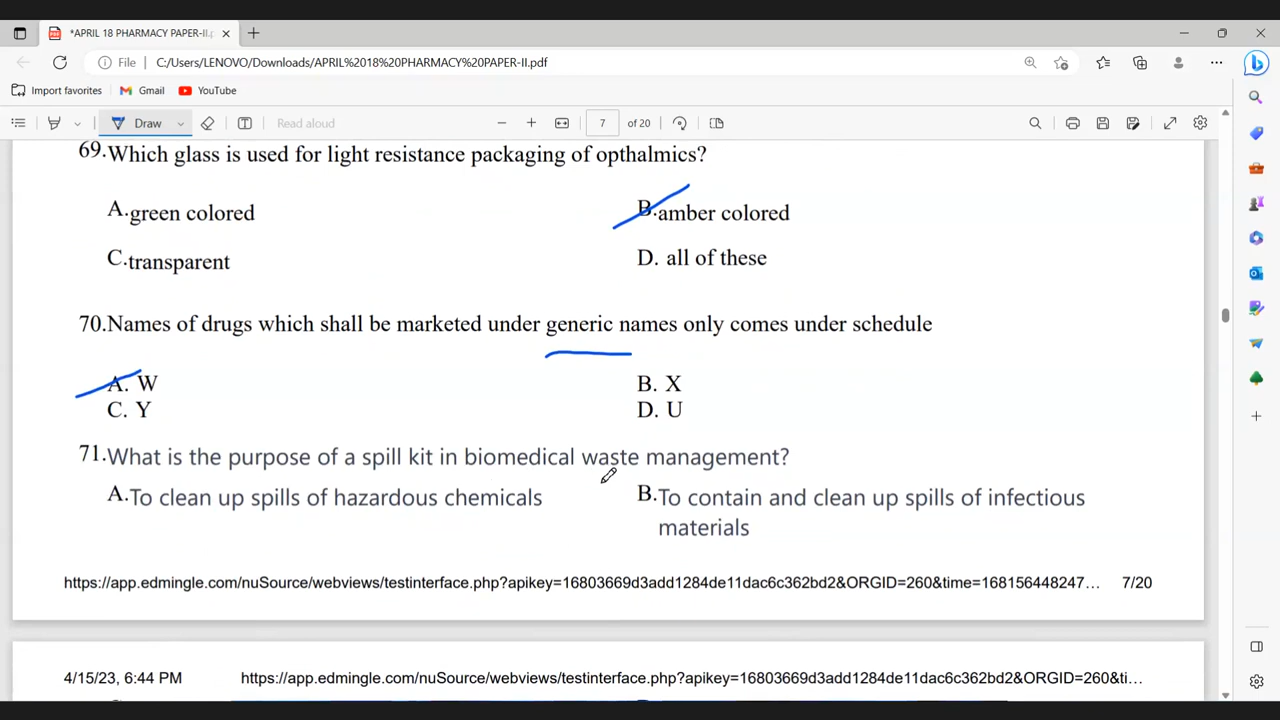 *APRIL 18 PHARMACY PAPER-II.p
File C:/Users/LENOVO/Downloads/APRIL%2018%20PHARMACY%20PAPER-II.pdf
Import favorites Gmail YouTube
Draw Read aloud 7 of 20
69.Which glass is used for light resistance packaging of opthalmics?
A.green colored B.amber colored
C.transparent D. all of these
70.Names of drugs which shall be marketed under generic names only comes under schedule
A. W B. X
C. Y D. U
71.What is the purpose of a spill kit in biomedical waste management?
A.To clean up spills of hazardous chemicals B.To contain and clean up spills of infectious
materials
https://app.edmingle.com/nuSource/webviews/testinterface.php?apikey=16803669d3add1284de11dac6c362bd2&ORGID=260&time=168156448247... 7/20
4/15/23, 6:44 PM https://app.edmingle.com/nuSource/webviews/testinterface.php?apikey=16803669d3add1284de11dac6c362bd2&ORGID=260&ti...